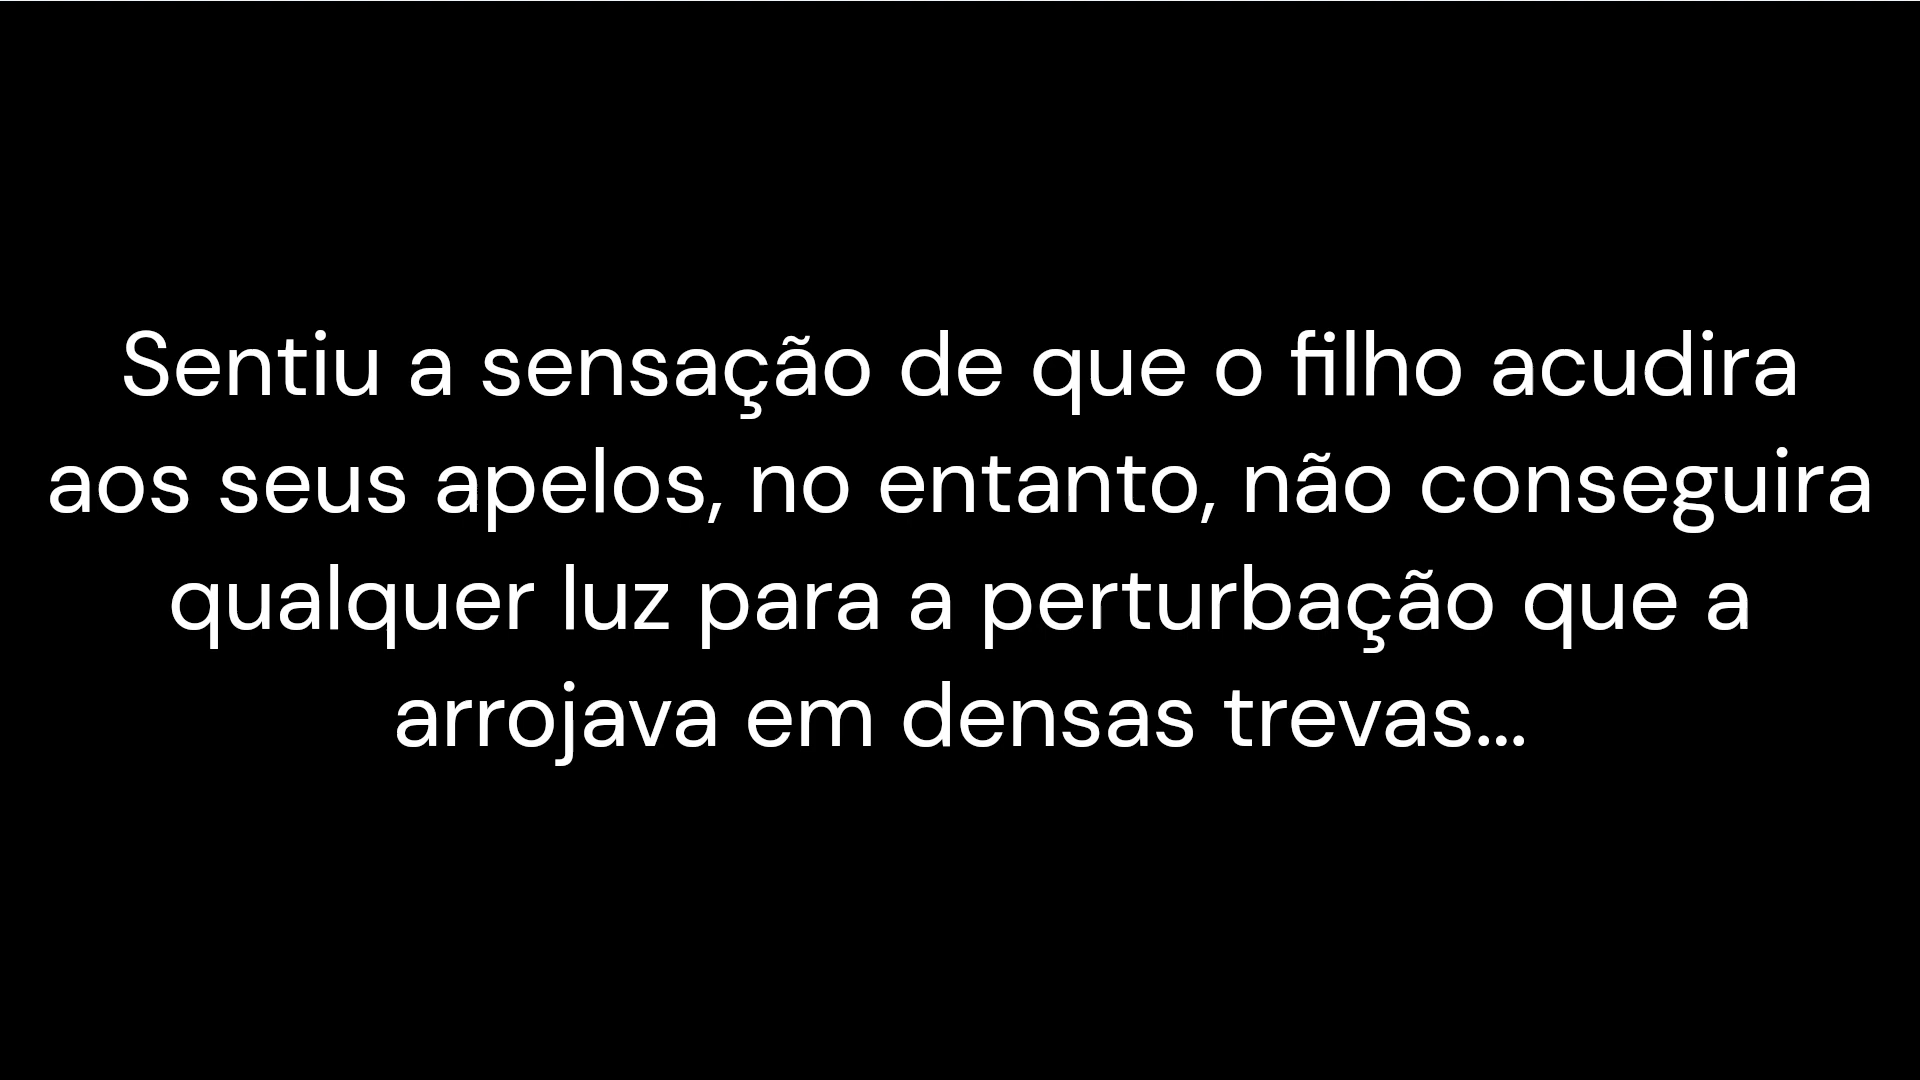 Sentiu a sensação de que o filho acudira
aos seus apelos, no entanto, não conseguira
qualquer luz para a perturbação que a
arrojava em densas trevas...